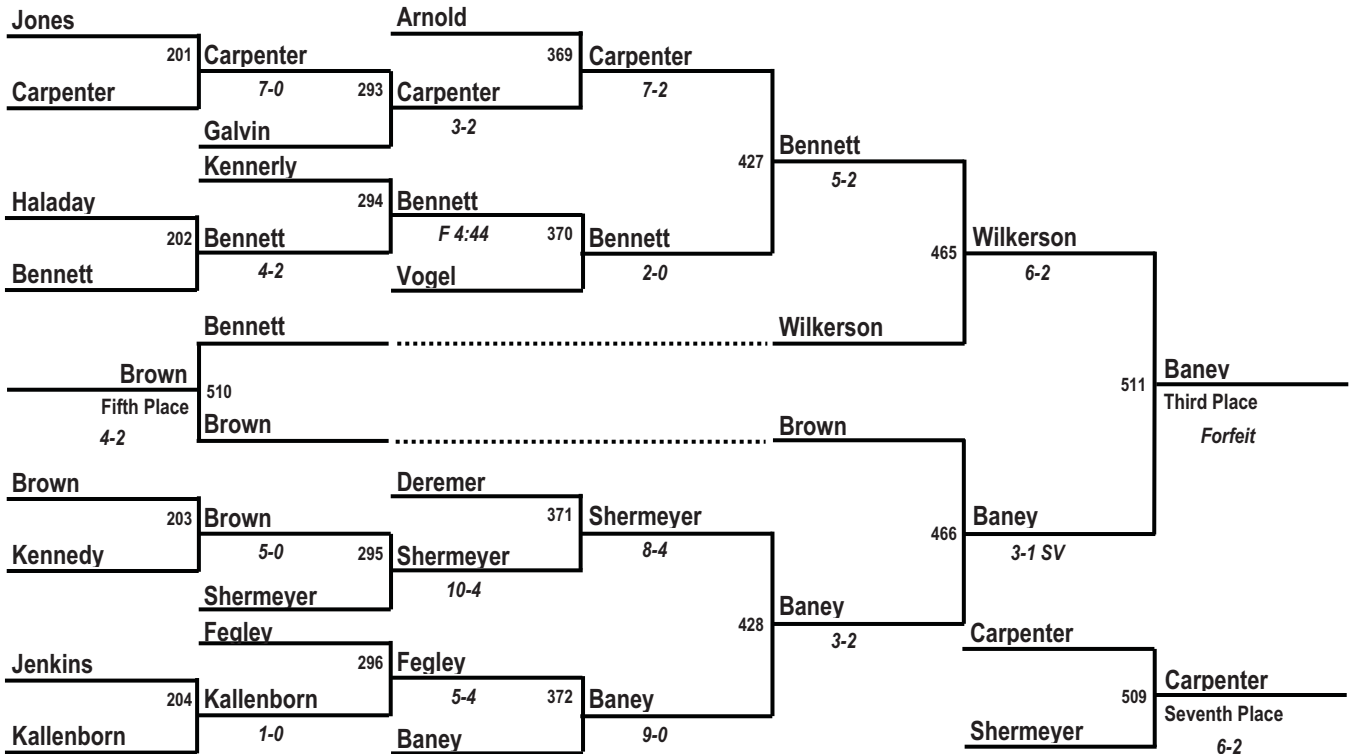 Jones
Arnold
201 Carpenter
369 Carpenter
Carpenter
7-0
293 Carpenter
7-2
3-2
Galvin
Kennerly
427 Bennett
5-2
Haladay
294 Bennett
202 Bennett
F 4:44
370 Bennett
465 Wilkerson
Bennett
4-2
Vogel
2-0
6-2
Bennett
Wilkerson
Brown
510
511 Baney
Fifth Place
Third Place
4-2
Brown
Brown
Forfeit
Brown
Deremer
203 Brown
371 Shermeyer
466 Baney
Kennedy
5-0
295 Shermeyer
8-4
3-1 SV
10-4
Shermeyer
Fegley
428 Baney
3-2
Carpenter
Jenkins
296 Fegley
204 Kallenborn
5-4
372 Baney
509 Carpenter
Seventh Place
Kallenborn
1-0
Baney
9-0
Shermeyer
6-2